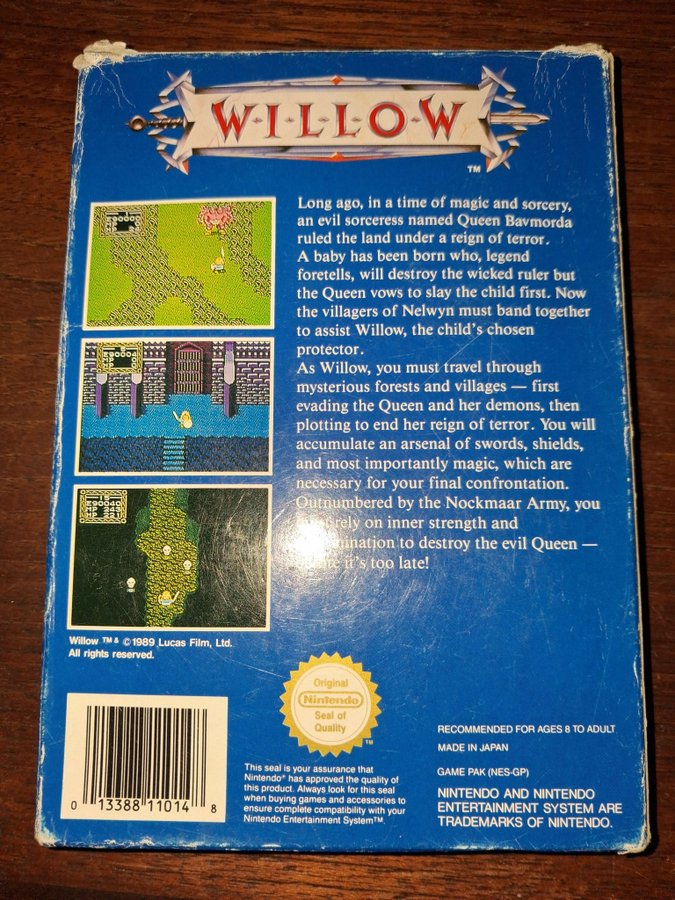 W·I·L·L·O·W
TM
Long ago, in a time of magic and sorcery,
an evil sorceress named Queen Bavmorda
ruled the land under a reign of terror.
A baby has been born who, legend
foretells, will destroy the wicked ruler but
the Queen vows to slay the child first. Now
the villagers of Nelwyn must band together
to assist Willow, the child's chosen
protector.
As Willow, you must travel through
mysterious forests and villages — first
evading the Queen and her demons, then
plotting to end her reign of terror. You will
accumulate an arsenal of swords, shields,
and most importantly magic, which are
necessary for your final confrontation.
Outnumbered by the Nockmaar Army, you
rely on inner strength and
to destroy the evil Queen —
it's too late!
Willow ™ & ©1989 Lucas Film, Ltd.
All rights reserved.
0 13388 11014 8
Original
Nintendo
Seal of
Quality
TM
This seal is your assurance that
Nintendo® has approved the quality of
this product. Always look for this seal
when buying games and accessories to
ensure complete compatibility with your
Nintendo Entertainment System™.
RECOMMENDED FOR AGES 8 TO ADULT
MADE IN JAPAN
GAME PAK (NES-GP)
NINTENDO AND NINTENDO
ENTERTAINMENT SYSTEM ARE
TRADEMARKS OF NINTENDO.